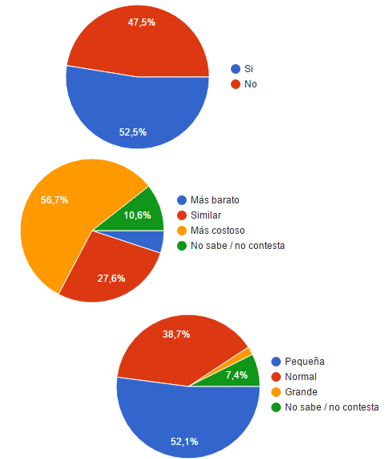 47,5%
52,5%
Si
No
56,7%
10,6%
27,6%
Más barato
Similar
Más costoso
No sabe / no contesta
38,7%
7,4%
52,1%
Pequeña
Normal
Grande
No sabe / no contesta